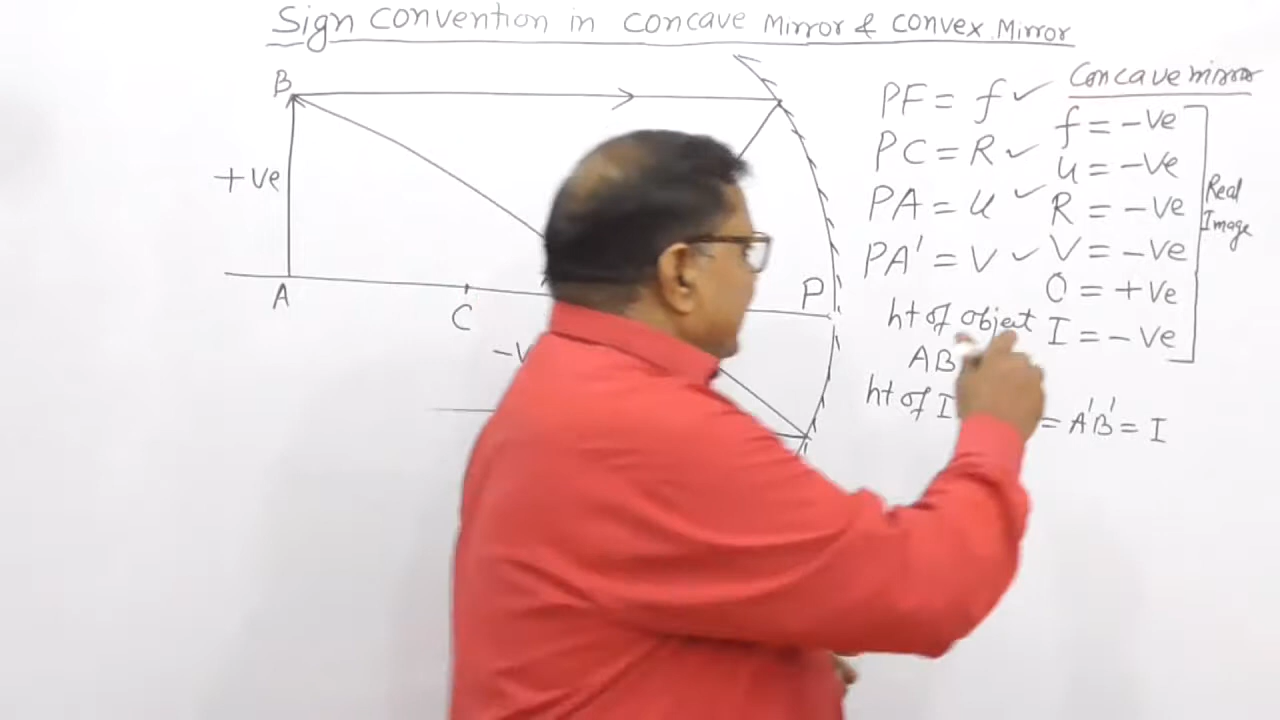 Sign convention in concave Mirror & convex Mirror
B
+ve
A
C
P
PF = f ✓
PC = R ✓
PA = u ✓
PA' = v ✓
ht of object
AB
ht of I
= A'B' = I
Concave mirror
f = -ve
u = -ve
R = -ve
V = -ve
O = +ve
I = -ve
Real
Image